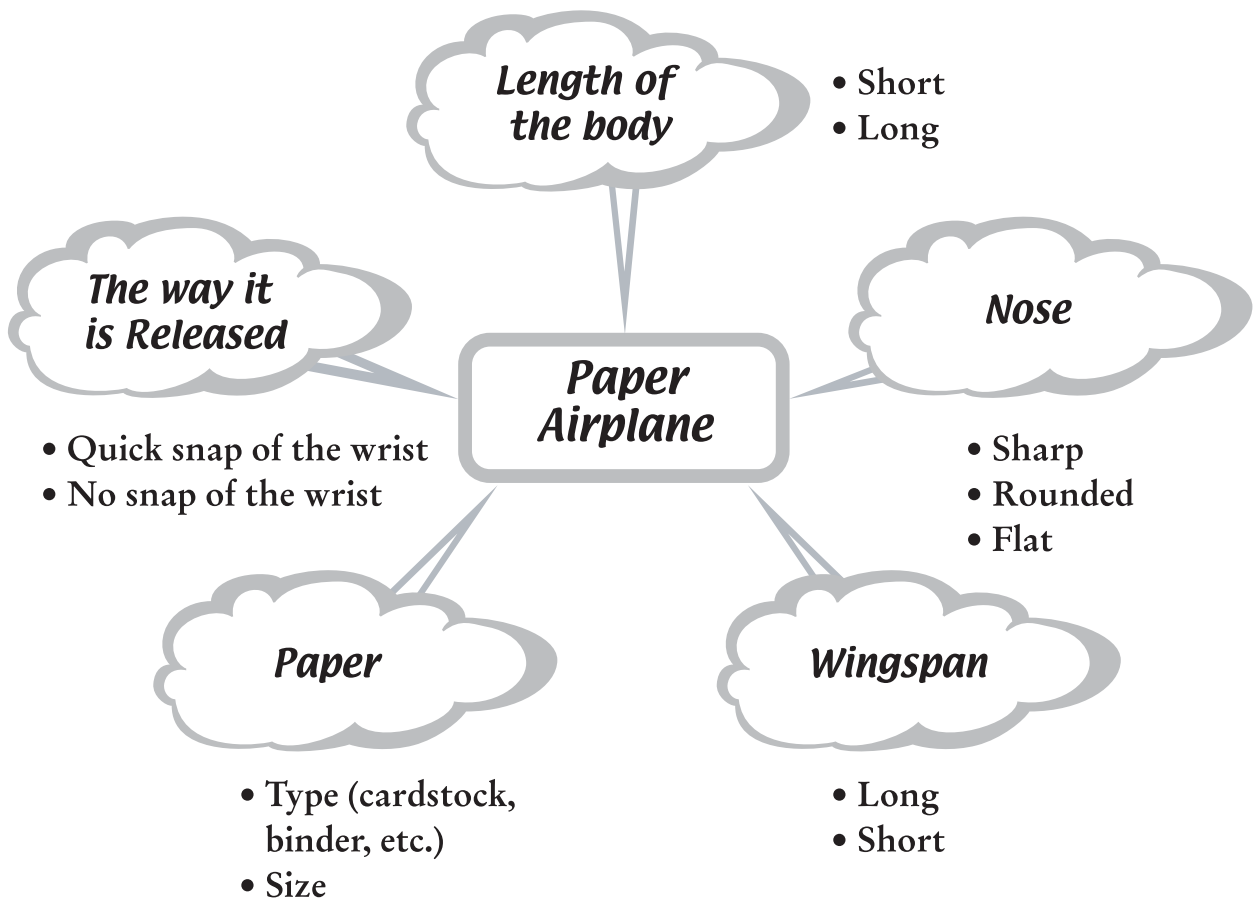 Length of
the body
• Short
• Long
The way it
is Released
• Quick snap of the wrist
• No snap of the wrist
Paper
Airplane
Nose
• Sharp
• Rounded
• Flat
Paper
• Type (cardstock,
binder, etc.)
• Size
Wingspan
• Long
• Short